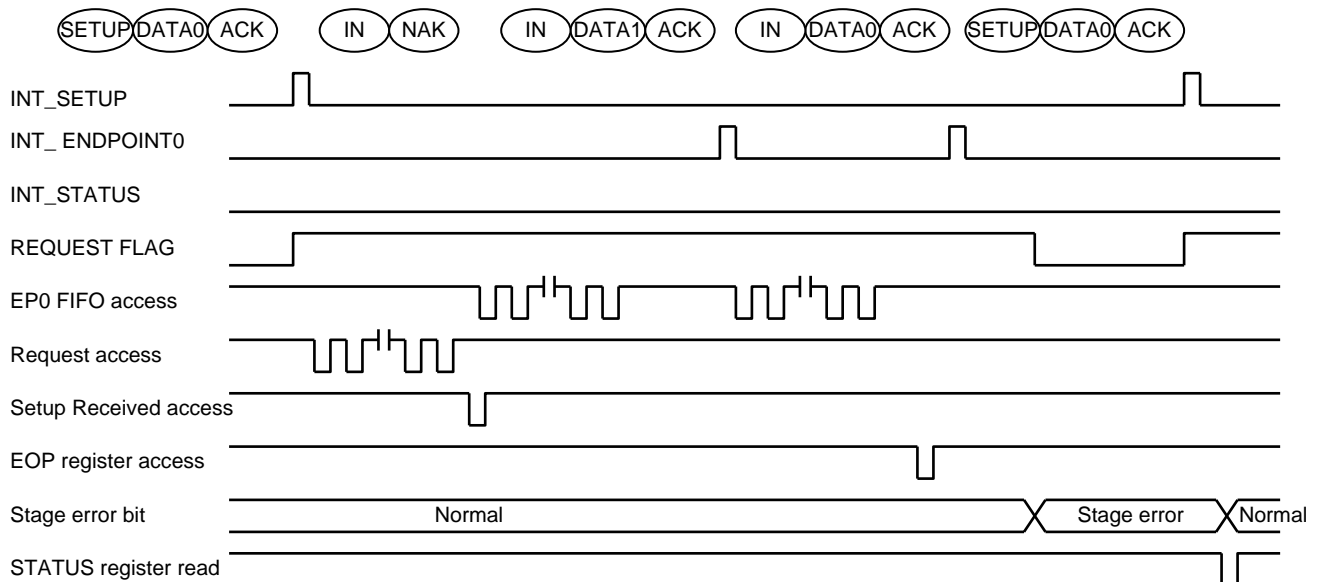 SETUP DATA0 ACK IN NAK IN DATA1 ACK IN DATA0 ACK SETUP DATA0 ACK
INT_SETUP
INT_ ENDPOINT0
INT_STATUS
REQUEST FLAG
EP0 FIFO access
Request access
Setup Received access
EOP register access
Stage error bit Normal Stage error Normal
STATUS register read